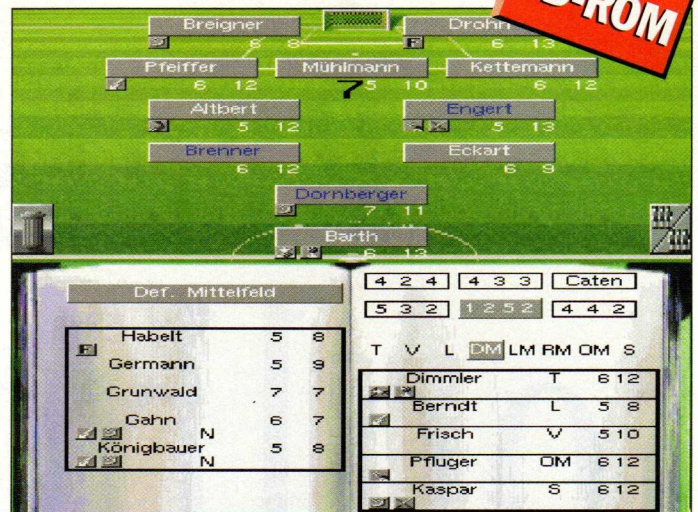 D-ROM
Breigner Drohn
6 8 F 6 13
Pfeiffer Mühlmann Kettemann
6 12 7 5 10 6 12
Altbert Engert
5 12 5 13
Brenner Eckart
6 12 6 9
Dornberger
7 11
Barth
6 13
Def. Mittelfeld
Habelt 5 8
F
Germann 5 9
Grunwald 7 7
Gahn 6 7
N
Königbauer 5 8
N
4 2 4 4 3 3 Caten
5 3 2 1 2 5 2 4 4 2
T V L DM LM RM OM S
Dimmler T 6 12
Berndt L 5 8
Frisch V 5 10
Pfluger OM 6 12
Kaspar S 6 12